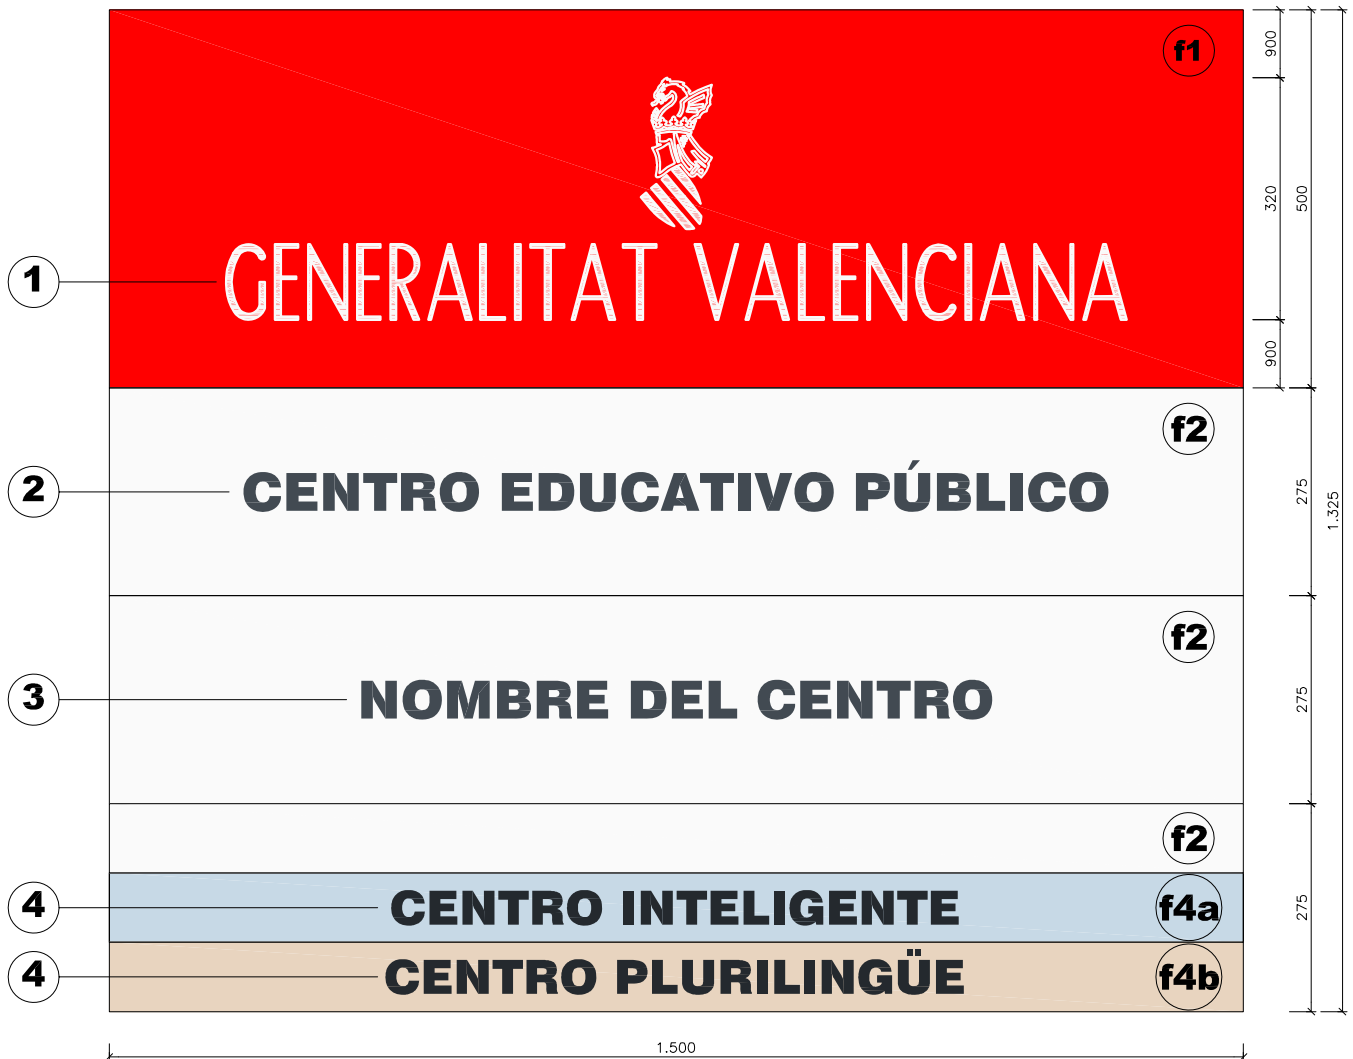 f1
900
320
500
1
GENERALITAT VALENCIANA
900
f2
2
CENTRO EDUCATIVO PÚBLICO
275
1.325
f2
3
NOMBRE DEL CENTRO
275
f2
4
CENTRO INTELIGENTE
f4a
275
4
CENTRO PLURILINGÜE
f4b
1.500